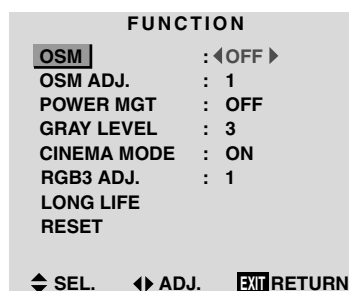 FUNCTION
OSM : ◀OFF▶
OSM ADJ. : 1
POWER MGT : OFF
GRAY LEVEL : 3
CINEMA MODE : ON
RGB3 ADJ. : 1
LONG LIFE
RESET
SEL. ADJ. EXIT RETURN